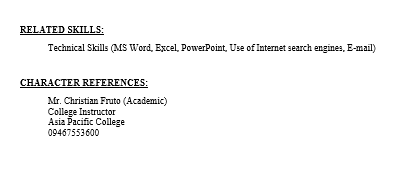 RELATED SKILLS:
Technical Skills (MS Word, Excel, PowerPoint, Use of Internet search engines, E-mail)
CHARACTER REFERENCES:
Mr. Christian Fruto (Academic)
College Instructor
Asia Pacific College
09467553600